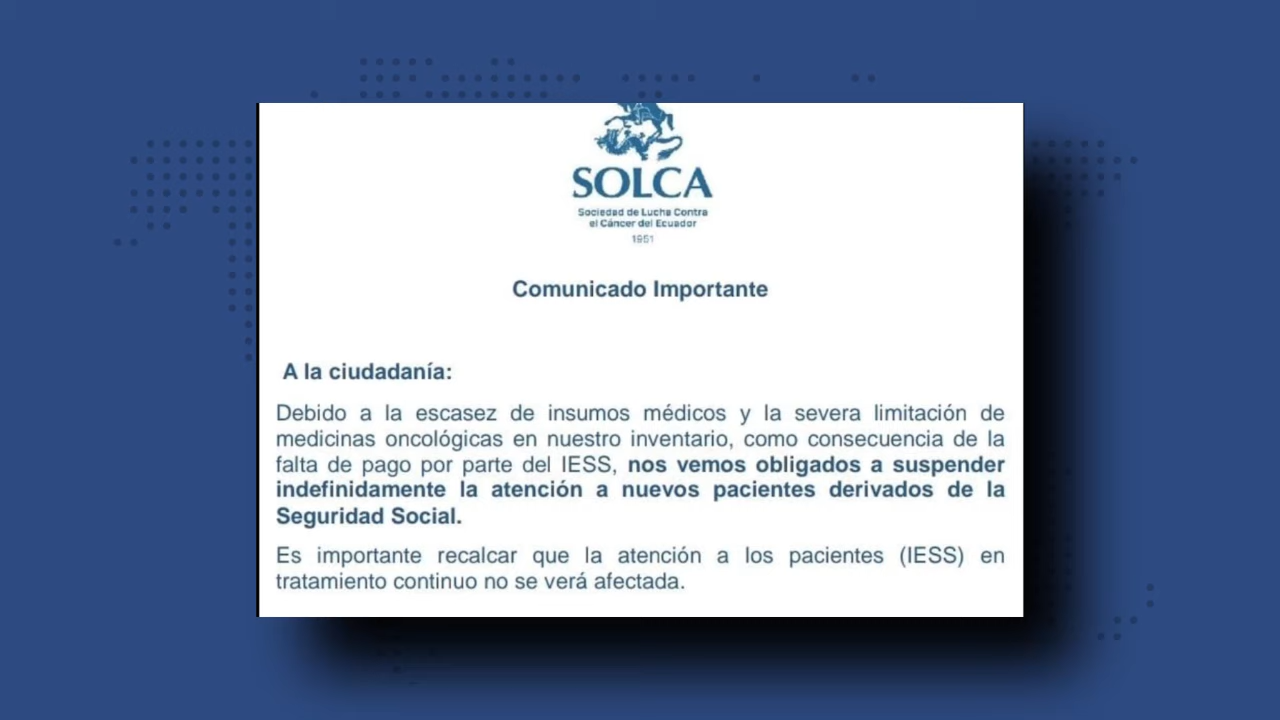 SOLCA
Sociedad de Lucha Contra
el Cáncer del Ecuador
1951
Comunicado Importante
A la ciudadanía:
Debido a la escasez de insumos médicos y la severa limitación de
medicinas oncológicas en nuestro inventario, como consecuencia de la
falta de pago por parte del IESS, nos vemos obligados a suspender
indefinidamente la atención a nuevos pacientes derivados de la
Seguridad Social.
Es importante recalcar que la atención a los pacientes (IESS) en
tratamiento continuo no se verá afectada.